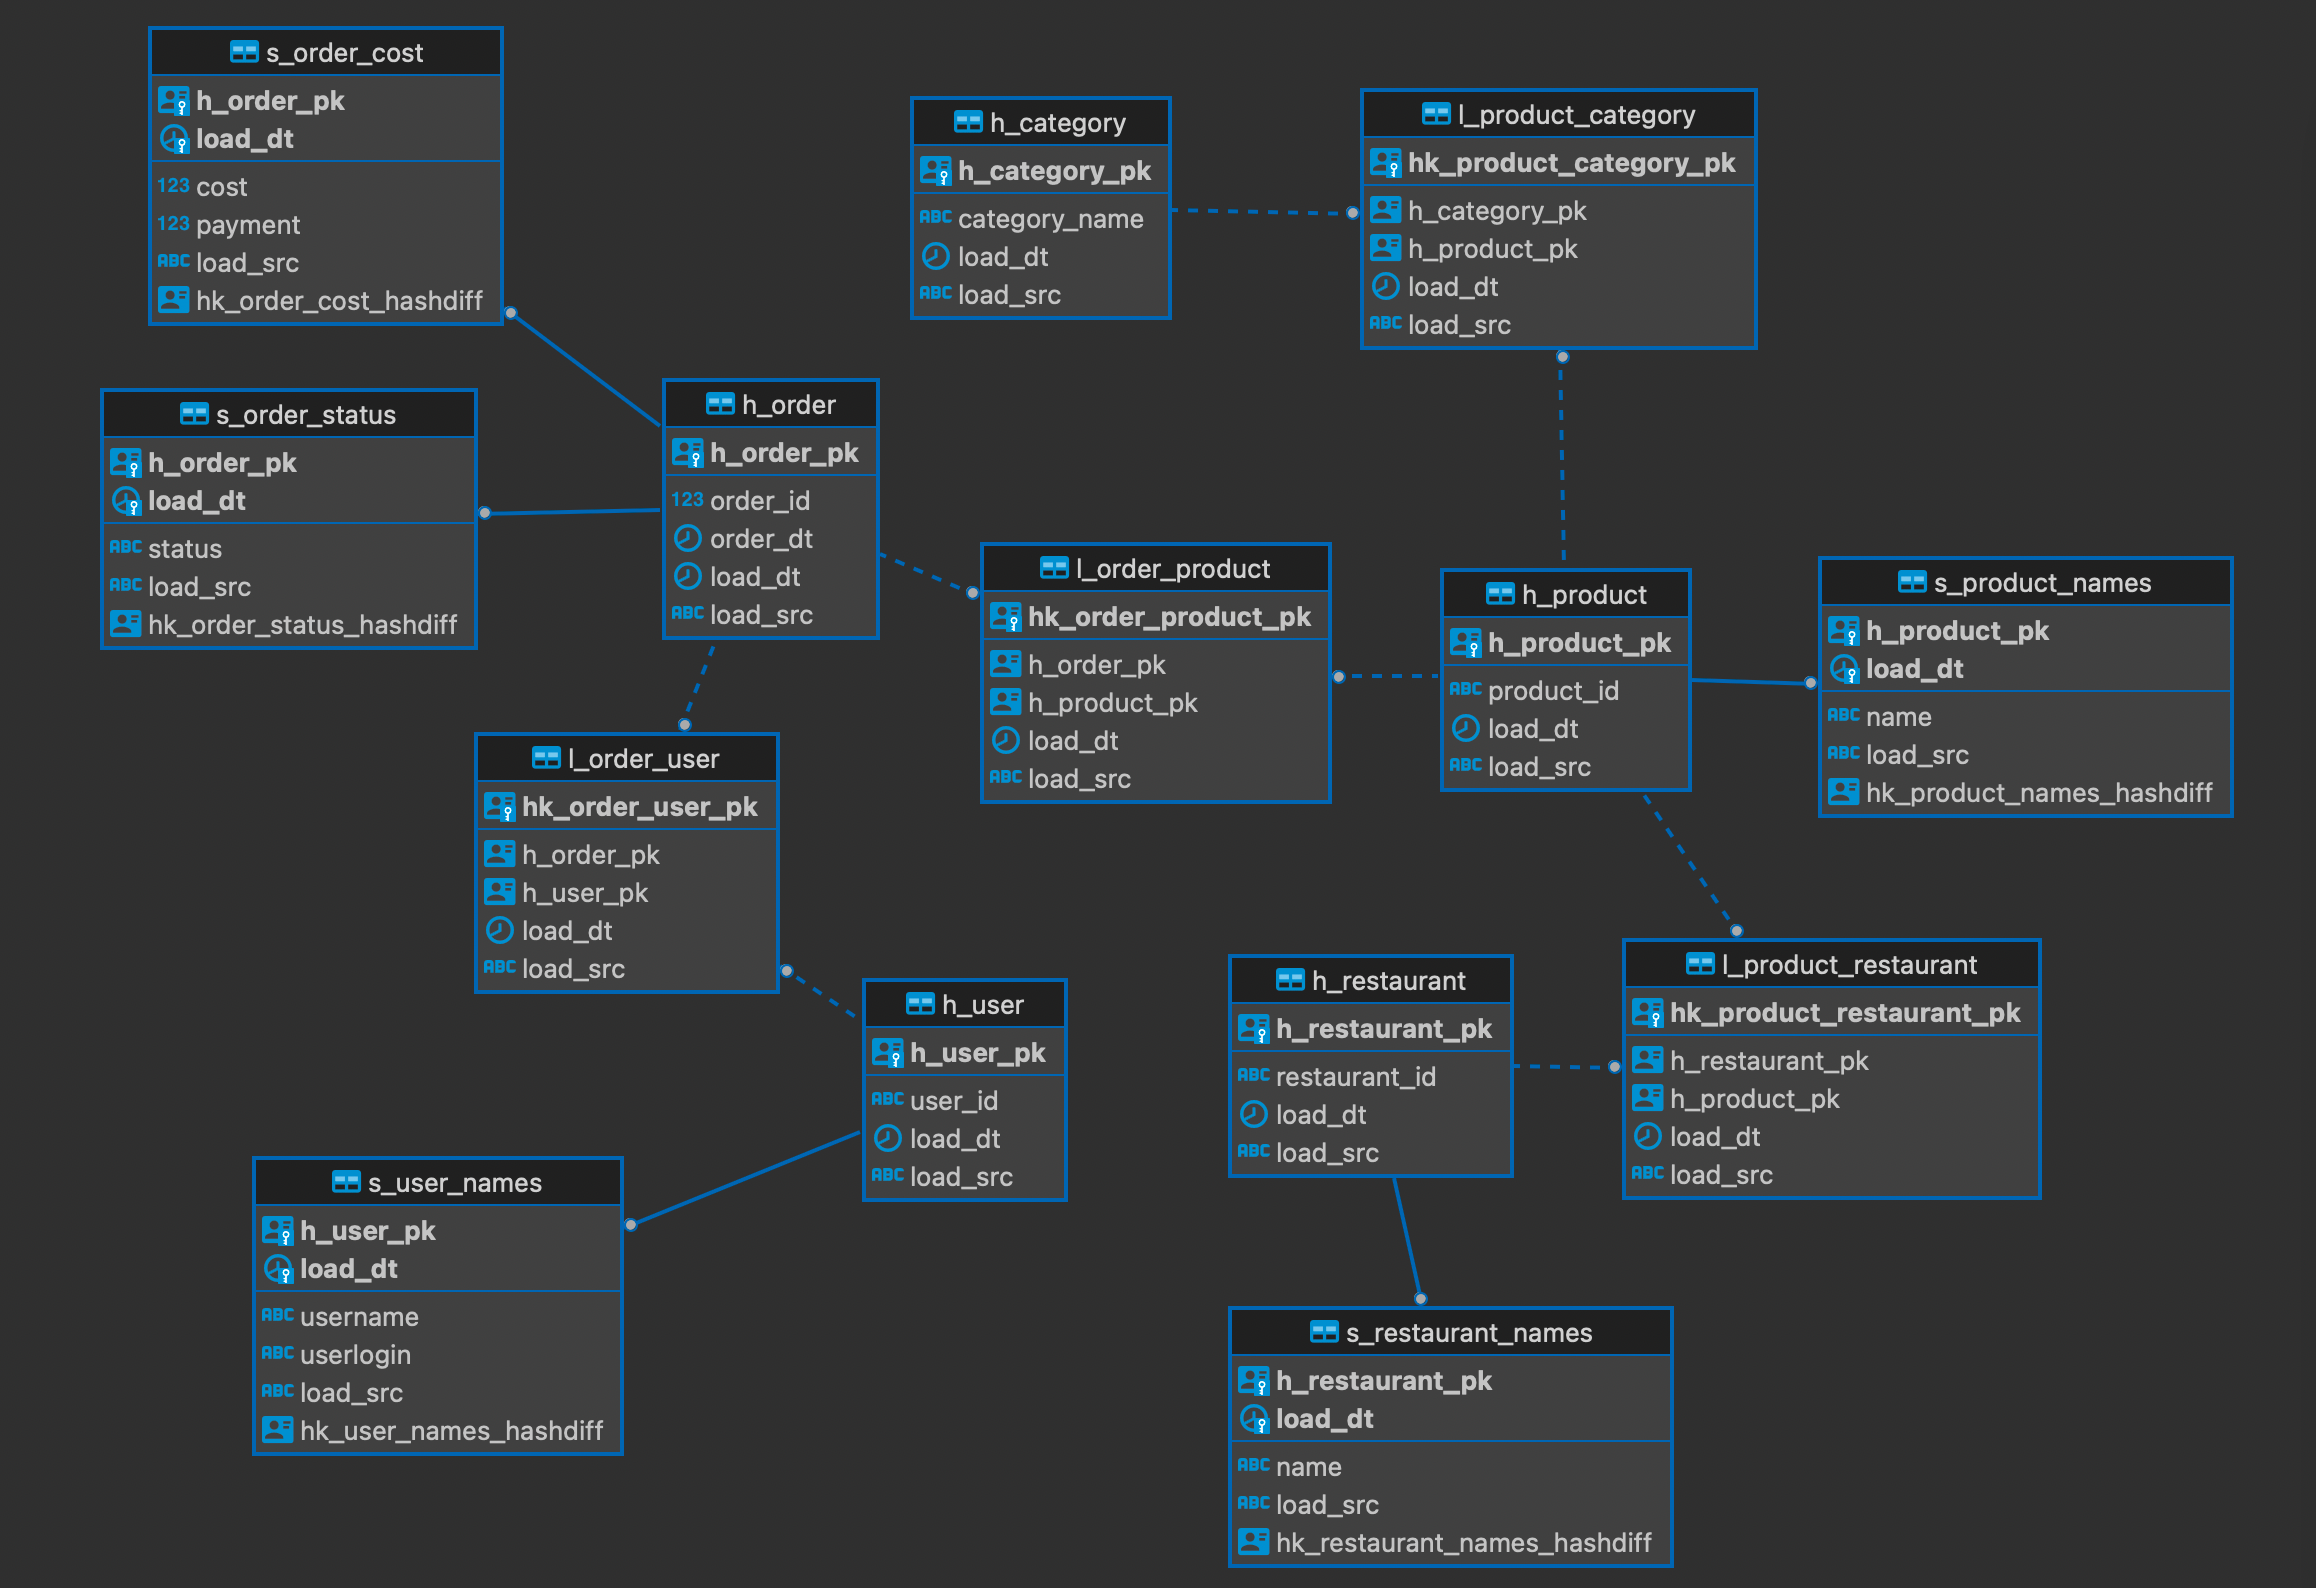 s_order_cost
h_order_pk
load_dt
123 cost
123 payment
ABC load_src
hk_order_cost_hashdiff
h_category
h_category_pk
ABC category_name
load_dt
ABC load_src
l_product_category
hk_product_category_pk
h_category_pk
h_product_pk
load_dt
ABC load_src
s_order_status
h_order_pk
load_dt
ABC status
ABC load_src
hk_order_status_hashdiff
h_order
h_order_pk
123 order_id
order_dt
load_dt
ABC load_src
l_order_product
hk_order_product_pk
h_order_pk
h_product_pk
load_dt
ABC load_src
h_product
h_product_pk
ABC product_id
load_dt
ABC load_src
s_product_names
h_product_pk
load_dt
ABC name
ABC load_src
hk_product_names_hashdiff
l_order_user
hk_order_user_pk
h_order_pk
h_user_pk
load_dt
ABC load_src
h_user
h_user_pk
ABC user_id
load_dt
ABC load_src
h_restaurant
h_restaurant_pk
ABC restaurant_id
load_dt
ABC load_src
l_product_restaurant
hk_product_restaurant_pk
h_restaurant_pk
h_product_pk
load_dt
ABC load_src
s_user_names
h_user_pk
load_dt
ABC username
ABC userlogin
ABC load_src
hk_user_names_hashdiff
s_restaurant_names
h_restaurant_pk
load_dt
ABC name
ABC load_src
hk_restaurant_names_hashdiff